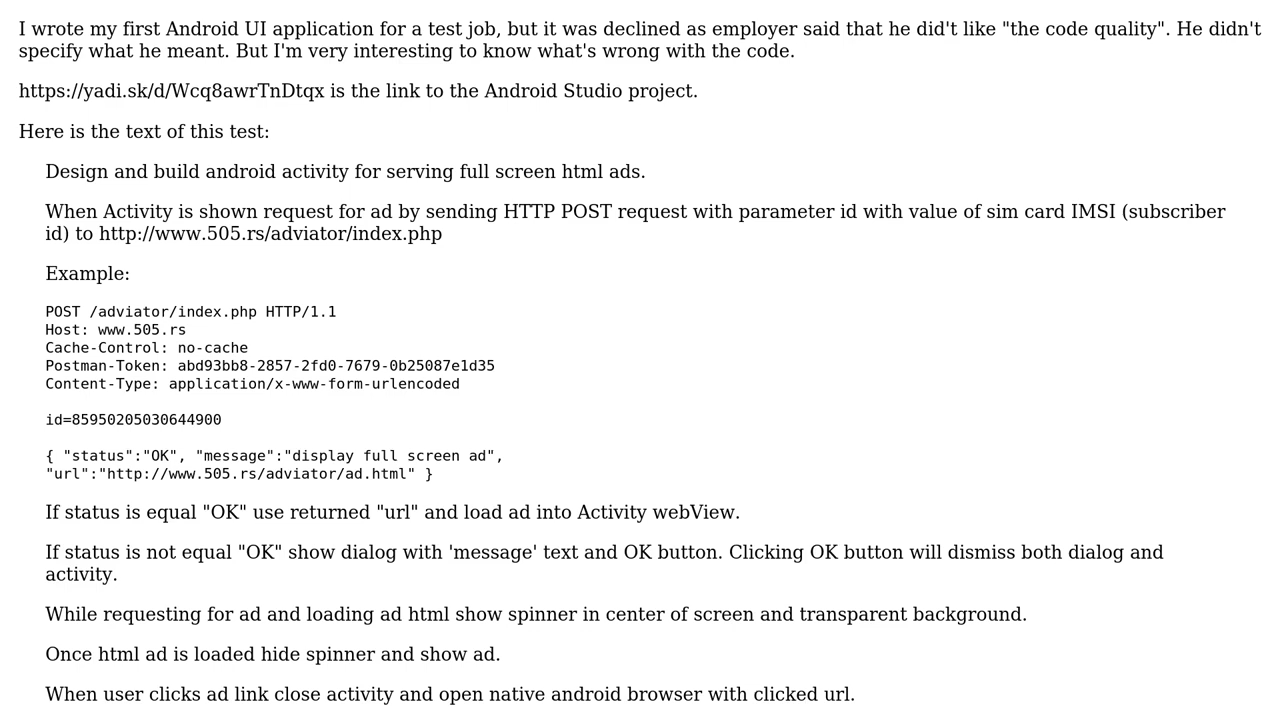 I wrote my first Android UI application for a test job, but it was declined as employer said that he did't like "the code quality". He didn't
specify what he meant. But I'm very interesting to know what's wrong with the code.
https://yadi.sk/d/Wcq8awrTnDtqx is the link to the Android Studio project.
Here is the text of this test:
Design and build android activity for serving full screen html ads.
When Activity is shown request for ad by sending HTTP POST request with parameter id with value of sim card IMSI (subscriber
id) to http://www.505.rs/adviator/index.php
Example:
POST /adviator/index.php HTTP/1.1
Host: www.505.rs
Cache-Control: no-cache
Postman-Token: abd93bb8-2857-2fd0-7679-0b25087e1d35
Content-Type: application/x-www-form-urlencoded
id=85950205030644900
{ "status":"OK", "message":"display full screen ad",
"url":"http://www.505.rs/adviator/ad.html" }
If status is equal "OK" use returned "url" and load ad into Activity webView.
If status is not equal "OK" show dialog with 'message' text and OK button. Clicking OK button will dismiss both dialog and
activity.
While requesting for ad and loading ad html show spinner in center of screen and transparent background.
Once html ad is loaded hide spinner and show ad.
When user clicks ad link close activity and open native android browser with clicked url.